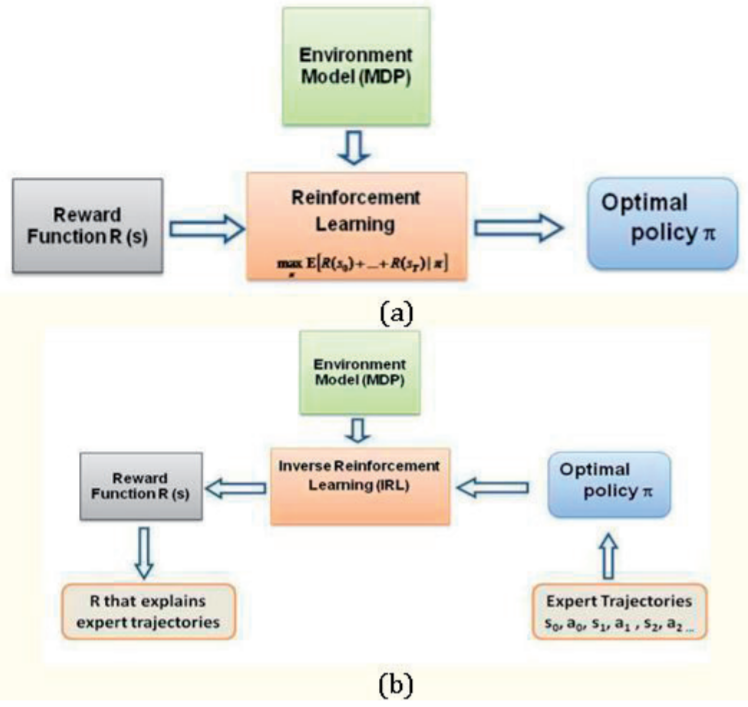 Environment
Model (MDP)
Reward
Function R (s)
Reinforcement
Learning
max E[R(s₀)+...+R(s_T)|π]
π
Optimal
policy π
(a)
Environment
Model (MDP)
Reward
Function R (s)
Inverse Reinforcement
Learning (IRL)
Optimal
policy π
R that explains
expert trajectories
Expert Trajectories
s₀, a₀, s₁, a₁ , s₂, a₂ ...
(b)